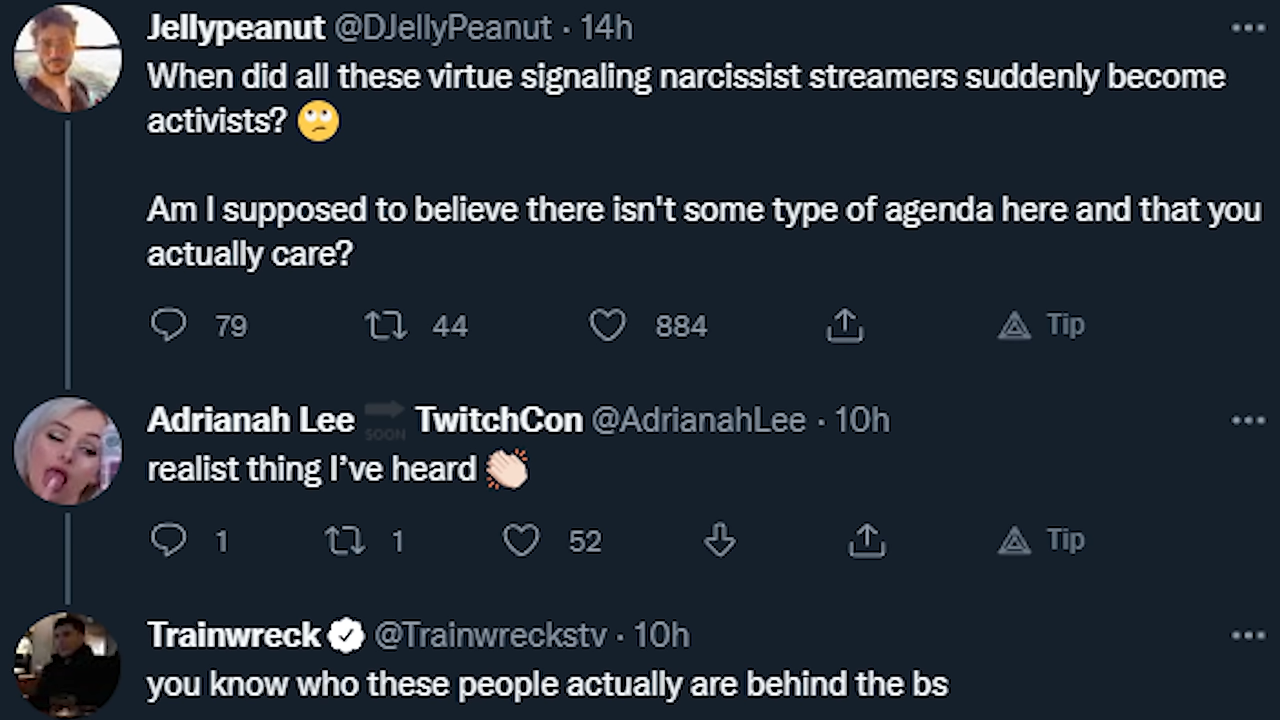 Jellypeanut @DJellyPeanut · 14h
When did all these virtue signaling narcissist streamers suddenly become
activists? 🙄
Am I supposed to believe there isn't some type of agenda here and that you
actually care?
79 44 884 Tip
Adrianah Lee SOON TwitchCon @AdrianahLee · 10h
realist thing I’ve heard 👏🏻
1 1 52 Tip
Trainwreck @Trainwreckstv · 10h
you know who these people actually are behind the bs